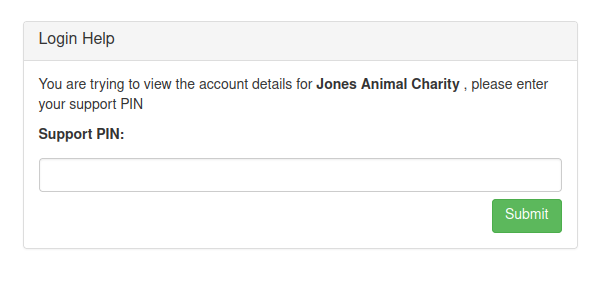 Login Help
You are trying to view the account details for Jones Animal Charity , please enter
your support PIN
Support PIN:
Submit